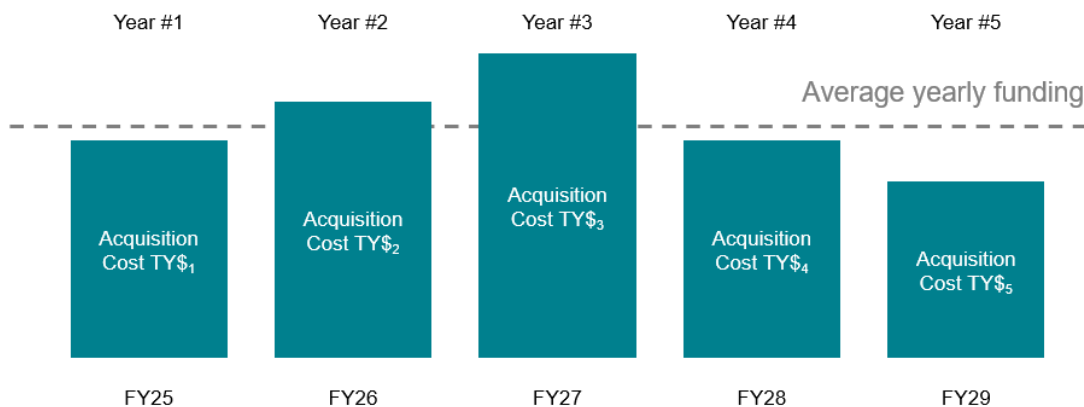 Year #1
Year #2
Year #3
Year #4
Year #5
Average yearly funding
Acquisition
Cost TY$₁
Acquisition
Cost TY$₂
Acquisition
Cost TY$₃
Acquisition
Cost TY$₄
Acquisition
Cost TY$₅
FY25
FY26
FY27
FY28
FY29